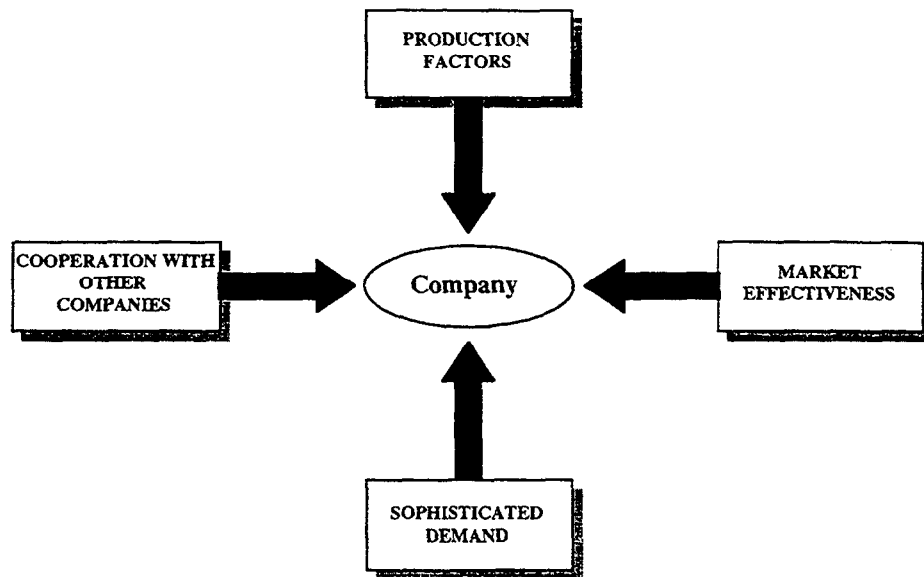 PRODUCTION
FACTORS
COOPERATION WITH
OTHER
COMPANIES
Company
MARKET
EFFECTIVENESS
SOPHISTICATED
DEMAND